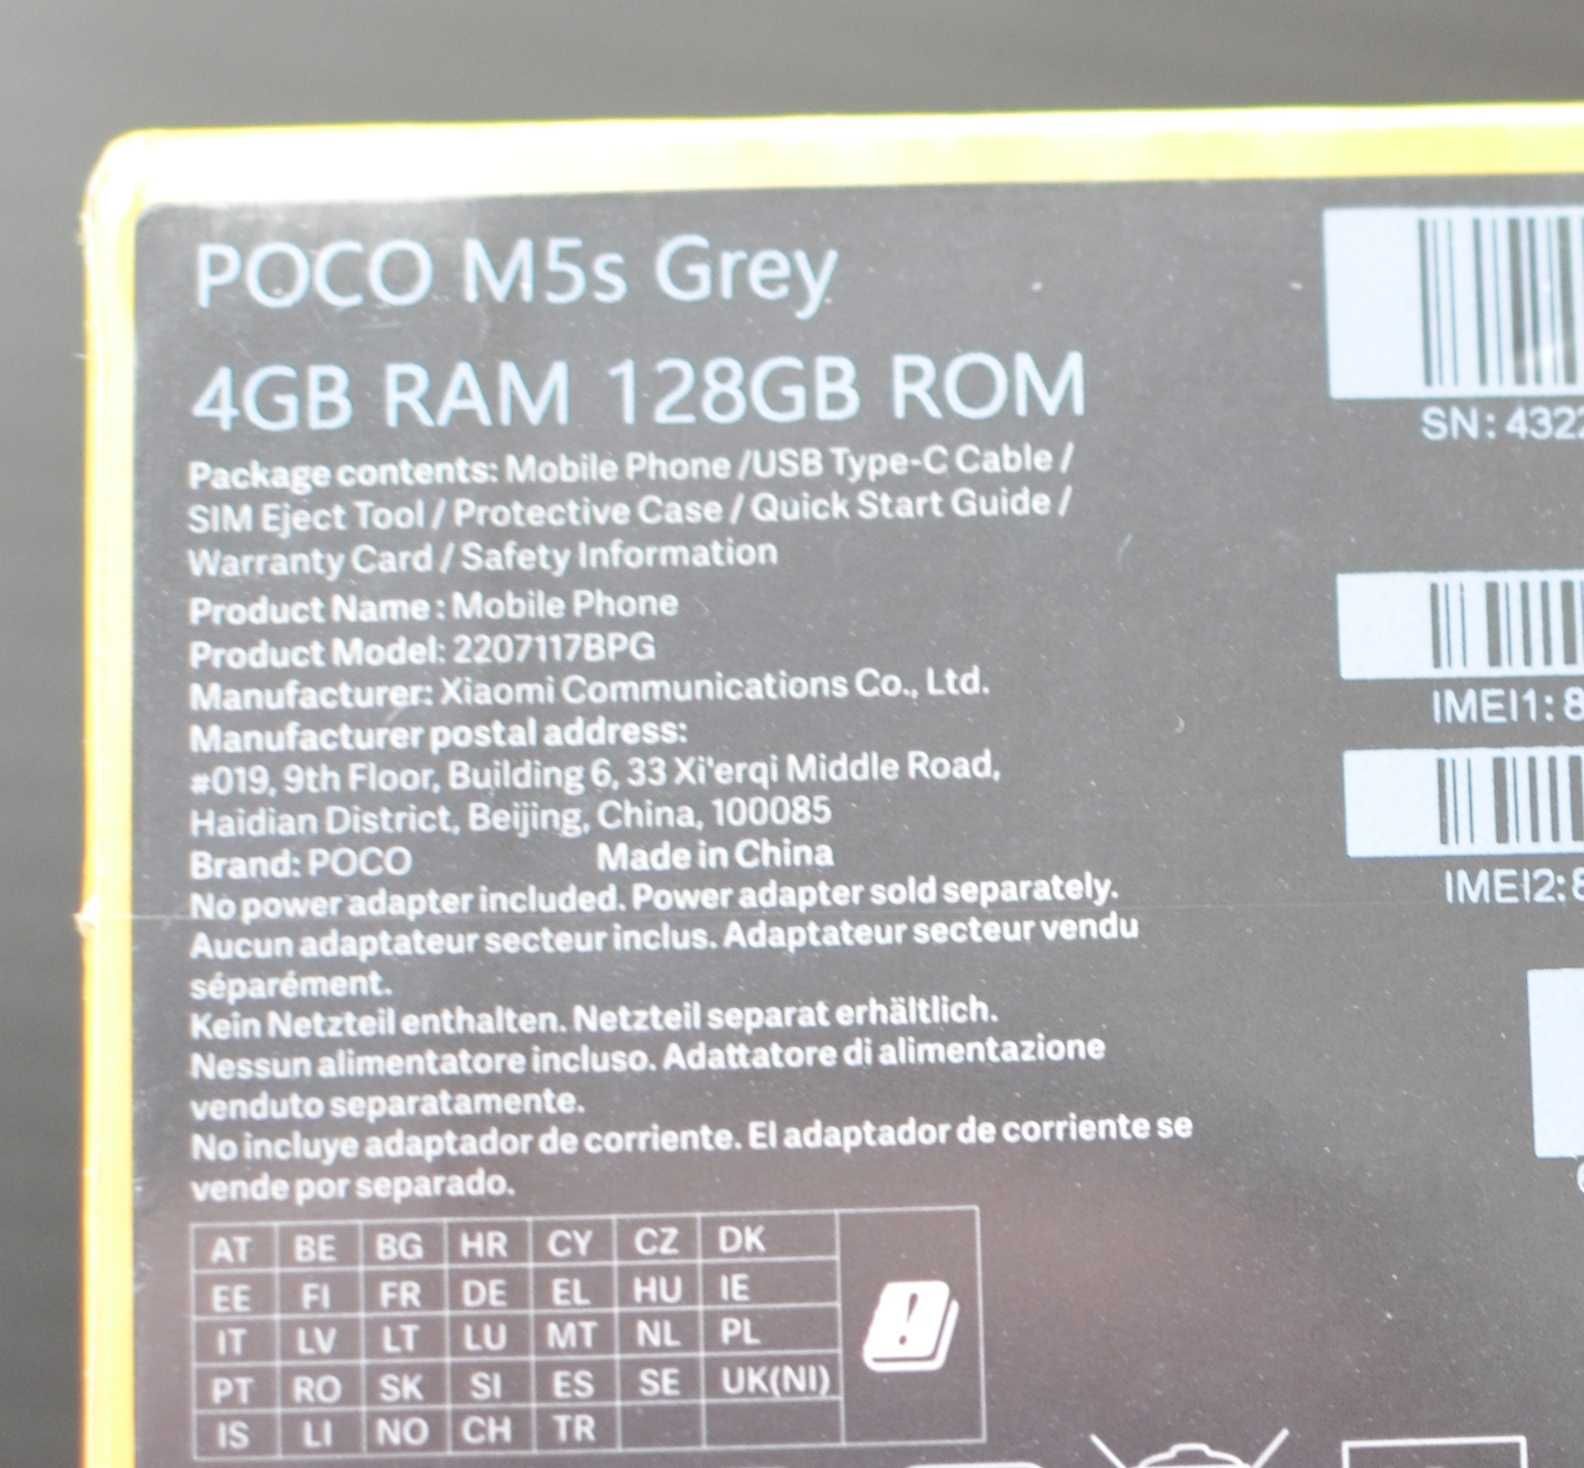 POCO M5s Grey
4GB RAM 128GB ROM
Package contents: Mobile Phone /USB Type-C Cable /
SIM Eject Tool / Protective Case / Quick Start Guide /
Warranty Card / Safety Information
Product Name : Mobile Phone
Product Model: 2207117BPG
Manufacturer: Xiaomi Communications Co., Ltd.
Manufacturer postal address:
#019, 9th Floor, Building 6, 33 Xi'erqi Middle Road,
Haidian District, Beijing, China, 100085
Brand: POCO Made in China
No power adapter included. Power adapter sold separately.
Aucun adaptateur secteur inclus. Adaptateur secteur vendu
séparément.
Kein Netzteil enthalten. Netzteil separat erhältlich.
Nessun alimentatore incluso. Adattatore di alimentazione
venduto separatamente.
No incluye adaptador de corriente. El adaptador de corriente se
vende por separado.
AT BE BG HR CY CZ DK
EE FI FR DE EL HU IE
IT LV LT LU MT NL PL
PT RO SK SI ES SE UK(NI)
IS LI NO CH TR
SN: 432
IMEI1: 8
IMEI2: 8